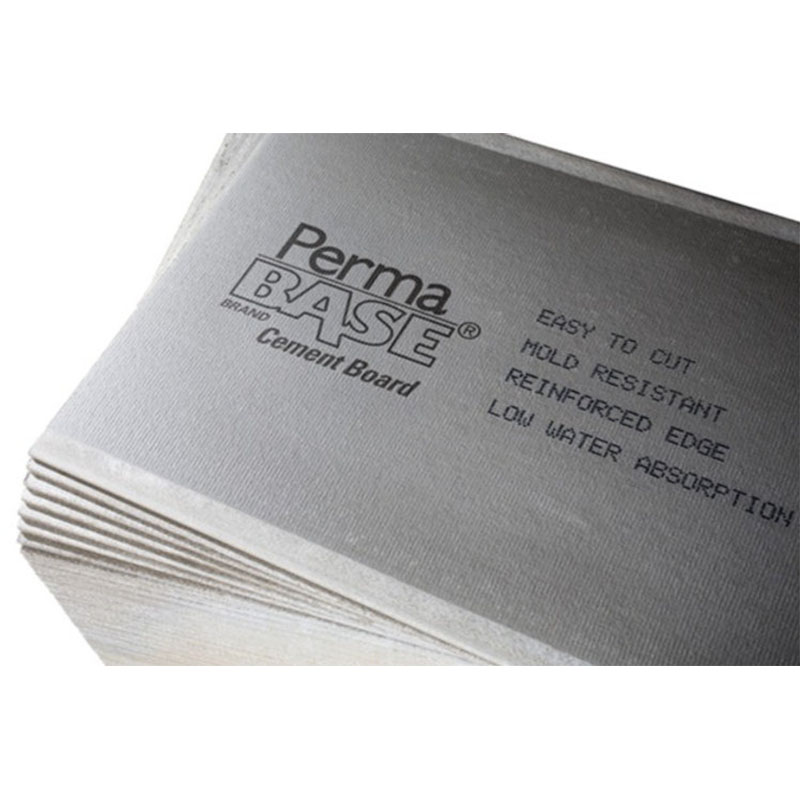 Perma
BASE®
BRAND
Cement Board
EASY TO CUT
MOLD RESISTANT
REINFORCED EDGE
LOW WATER ABSORPTION